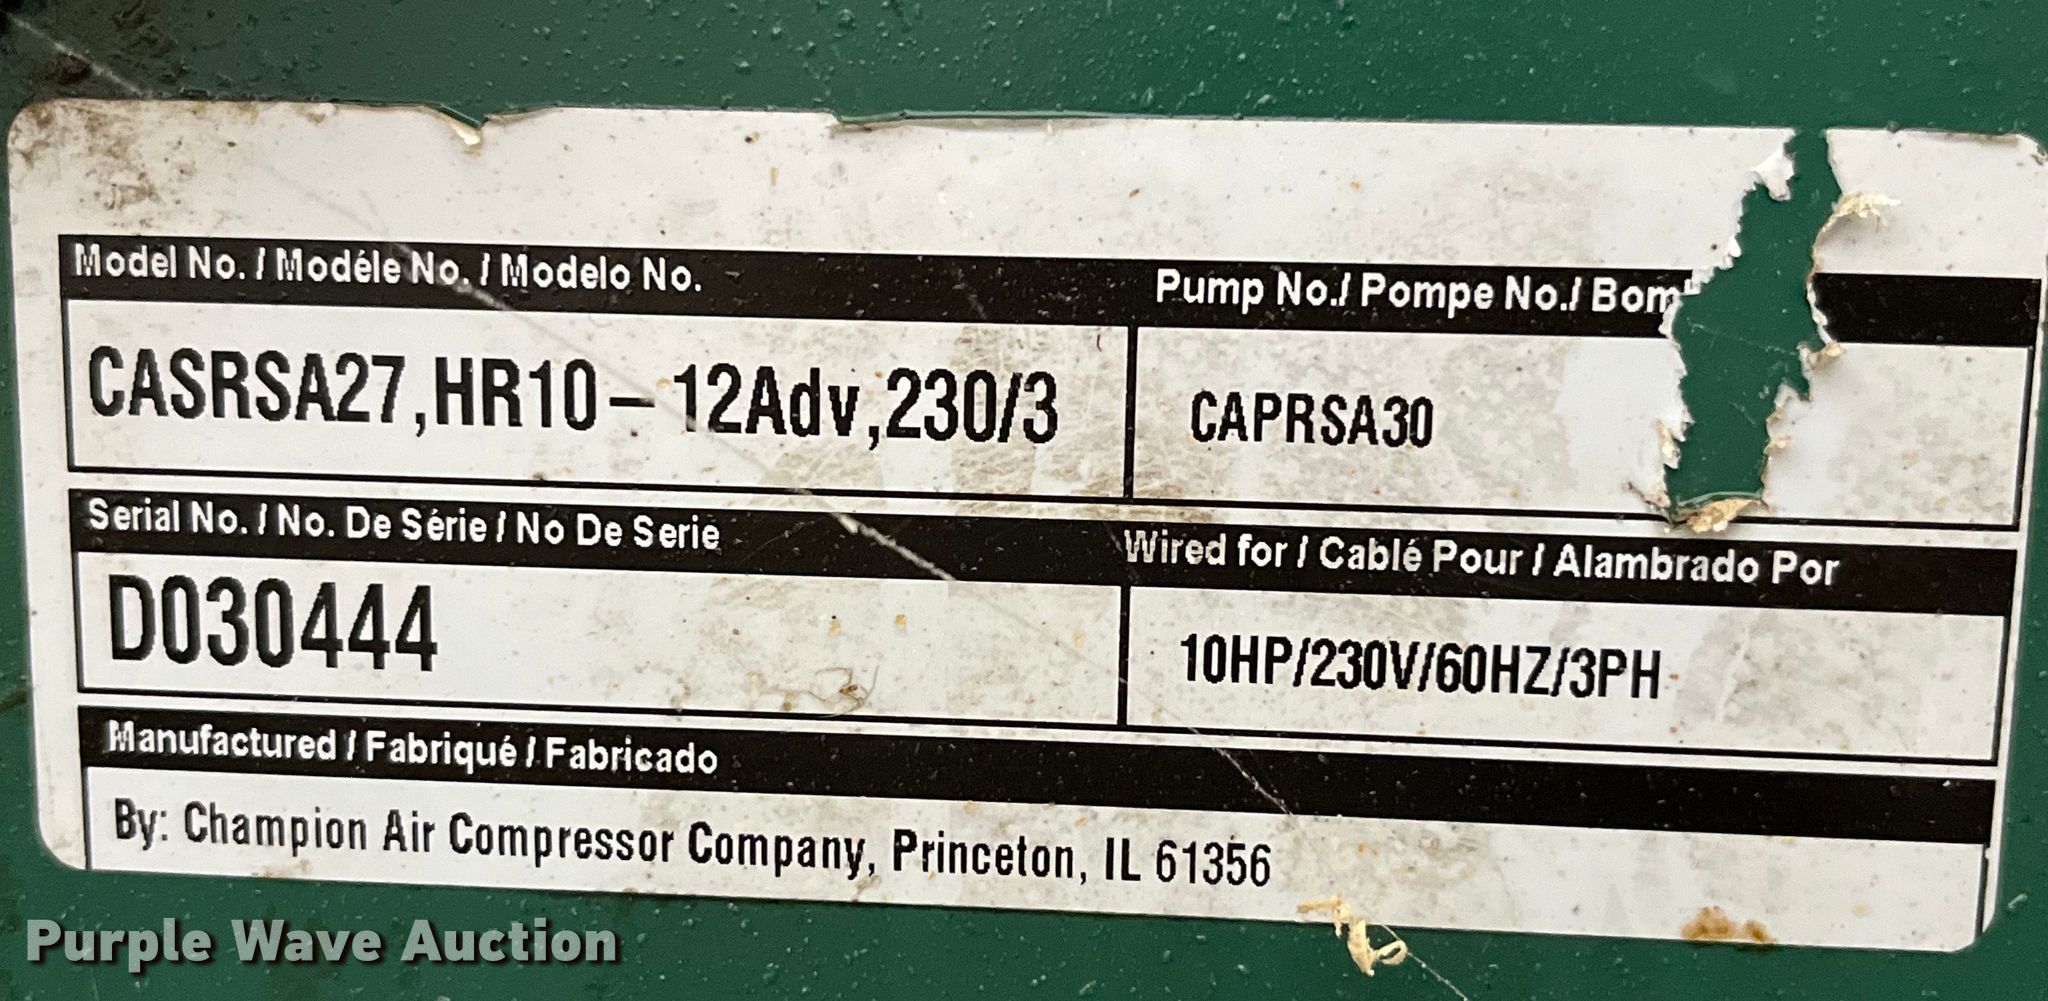 Model No. / Modéle No. / Modelo No.
Pump No./ Pompe No./ Bom
CASRSA27,HR10-12Adv,230/3
CAPRSA30
Serial No. / No. De Série / No De Serie
Wired for / Cablé Pour / Alambrado Por
D030444
10HP/230V/60HZ/3PH
Manufactured / Fabriqué / Fabricado
By: Champion Air Compressor Company, Princeton, IL 61356
Purple Wave Auction